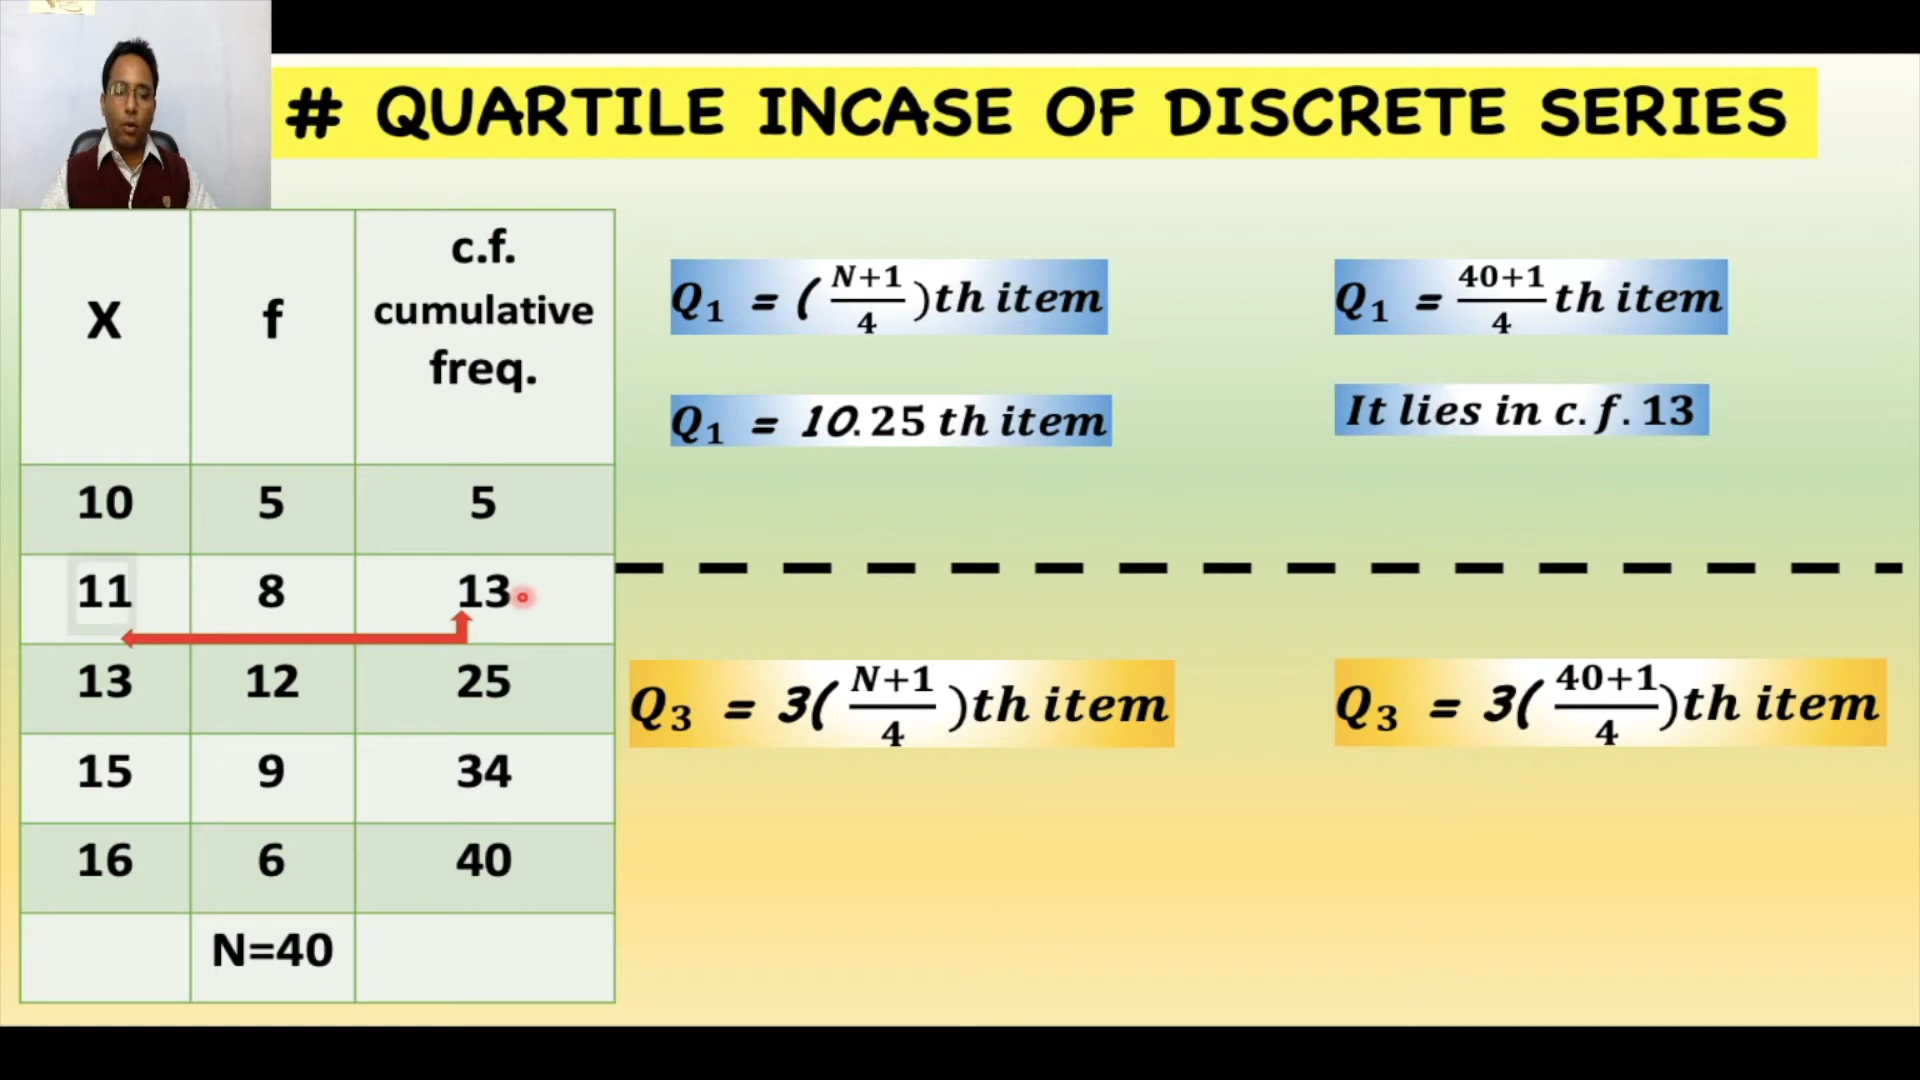 # QUARTILE INCASE OF DISCRETE SERIES
X f c.f. cumulative freq.
10 5 5
11 8 13
13 12 25
15 9 34
16 6 40
N=40
Q₁ = (N+1/4)th item
Q₁ = 40+1/4 th item
Q₁ = 10.25 th item
It lies in c.f.13
Q₃ = 3(N+1/4)th item
Q₃ = 3(40+1/4)th item